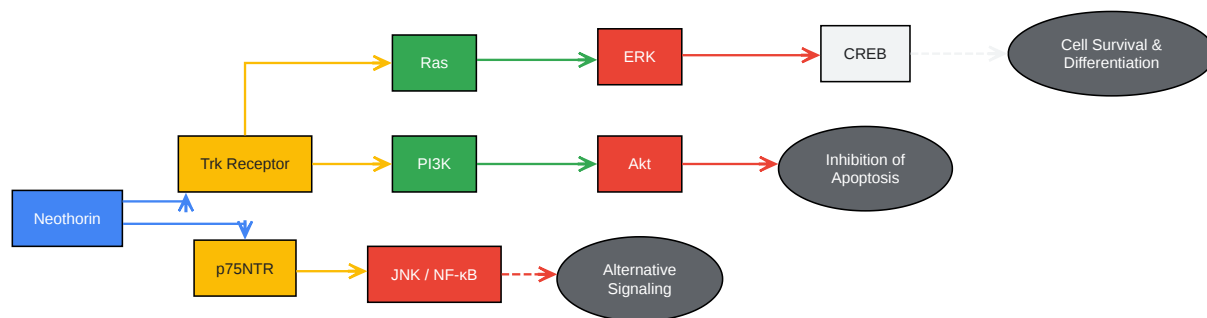 Ras
ERK
CREB
Cell Survival &
Differentiation
Trk Receptor
PI3K
Akt
Inhibition of
Apoptosis
Neothorin
p75NTR
JNK / NF-κB
Alternative
Signaling